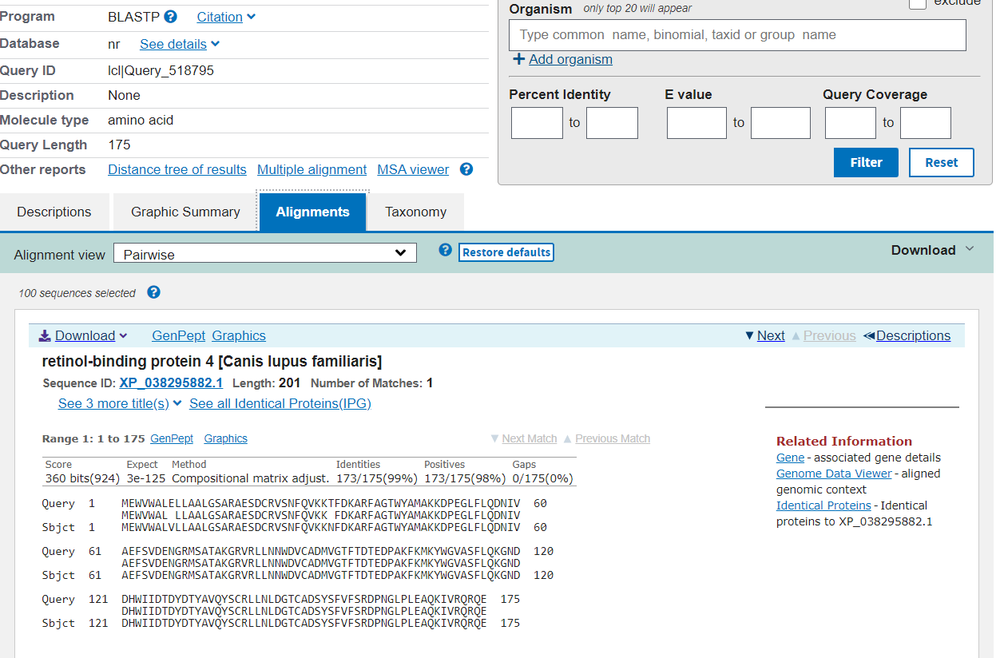 Program BLASTP ? Citation
Database nr See details
Query ID lcl|Query_518795
Description None
Molecule type amino acid
Query Length 175
Other reports Distance tree of results Multiple alignment MSA viewer ?
Organism only top 20 will appear exclude
Type common name, binomial, taxid or group name
+ Add organism
Percent Identity E value Query Coverage
to to to
Filter Reset
Descriptions Graphic Summary Alignments Taxonomy
Alignment view Pairwise ? Restore defaults Download
100 sequences selected ?
Download GenPept Graphics ▼ Next ▲ Previous ◀Descriptions
retinol-binding protein 4 [Canis lupus familiaris]
Sequence ID: XP_038295882.1 Length: 201 Number of Matches: 1
See 3 more title(s) See all Identical Proteins(IPG)
Range 1: 1 to 175 GenPept Graphics ▼ Next Match ▲ Previous Match
Score Expect Method Identities Positives Gaps
360 bits(924) 3e-125 Compositional matrix adjust. 173/175(99%) 173/175(98%) 0/175(0%)
Query 1 MEWVWALELLAALGSARAESDCRVSNFQVKKTFDKARFAGTWYAMAKKDPEGLFLQDNIV 60
MEWVWAL LLAALGSARAESDCRVSNFQVKK FDKARFAGTWYAMAKKDPEGLFLQDNIV
Sbjct 1 MEWVWALVLLAALGSARAESDCRVSNFQVKKNFDKARFAGTWYAMAKKDPEGLFLQDNIV 60
Query 61 AEFSVDENGRMSATAKGRVRLLNNWDVCADMVGTFTDTEDPAKFKMKYWGVASFLQKGND 120
AEFSVDENGRMSATAKGRVRLLNNWDVCADMVGTFTDTEDPAKFKMKYWGVASFLQKGND
Sbjct 61 AEFSVDENGRMSATAKGRVRLLNNWDVCADMVGTFTDTEDPAKFKMKYWGVASFLQKGND 120
Query 121 DHWIIDTDYDTYAVQYSCRLLNLDGTCADSYSFVFSRDPNGLPLEAQKIVRQRQE 175
DHWIIDTDYDTYAVQYSCRLLNLDGTCADSYSFVFSRDPNGLPLEAQKIVRQRQE
Sbjct 121 DHWIIDTDYDTYAVQYSCRLLNLDGTCADSYSFVFSRDPNGLPLEAQKIVRQRQE 175
Related Information
Gene - associated gene details
Genome Data Viewer - aligned
genomic context
Identical Proteins - Identical
proteins to XP_038295882.1